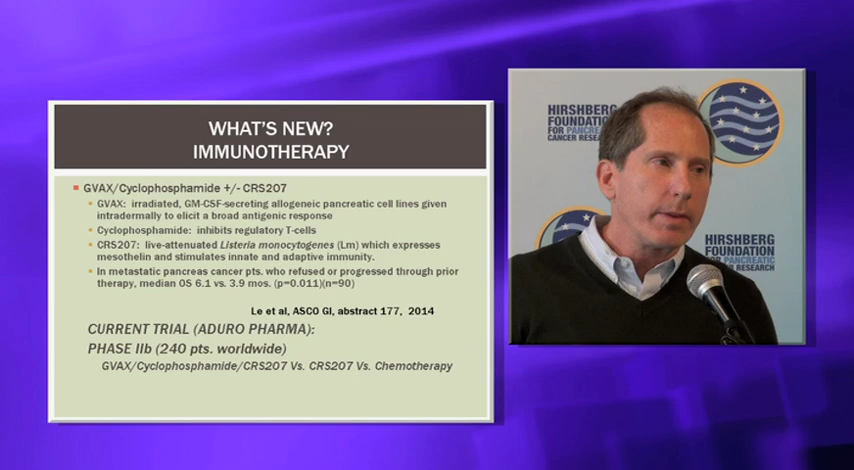 WHAT'S NEW?
IMMUNOTHERAPY
GVAX/Cyclophosphamide +/- CRS207
GVAX: irradiated, GM-CSF-secreting allogeneic pancreatic cell lines given
intradermally to elicit a broad antigenic response
Cyclophosphamide: inhibits regulatory T-cells
CRS207: live-attenuated Listeria monocytogenes (Lm) which expresses
mesothelin and stimulates innate and adaptive immunity.
In metastatic pancreas cancer pts. who refused or progressed through prior
therapy, median OS 6.1 vs. 3.9 mos. (p=0.011)(n=90)
Le et al, ASCO GI, abstract 177, 2014
CURRENT TRIAL (ADURO PHARMA):
PHASE IIb (240 pts. worldwide)
GVAX/Cyclophosphamide/CRS207 Vs. CRS207 Vs. Chemotherapy
HIRSHBERG
FOUNDATION
FOR PANCREATIC
CANCER RESEARCH
HIRSHBERG
FOUNDATION
FOR PANCREATIC
CANCER RESEARCH